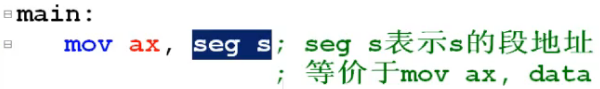 main:
mov ax, seg s; seg s表示s的段地址
; 等价于mov ax, data